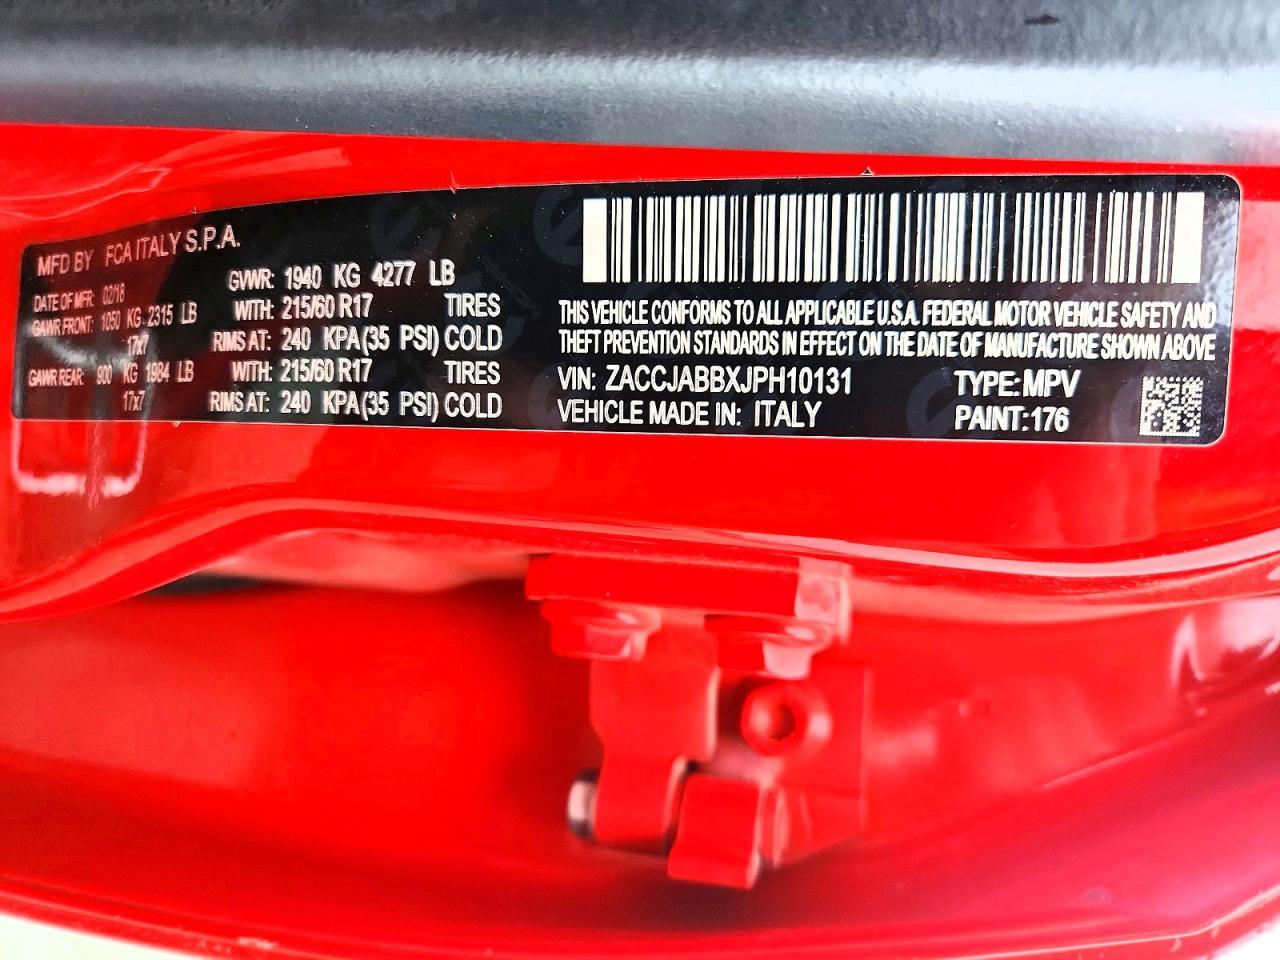 MFD BY FCA ITALY S.P.A.
DATE OF MFR: 02/18 GVWR: 1940 KG 4277 LB
GAWR FRONT: 1050 KG 2315 LB WITH: 215/60 R17 TIRES
17x7 RIMS AT: 240 KPA(35 PSI) COLD
GAWR REAR: 900 KG 1984 LB WITH: 215/60 R17 TIRES
17x7 RIMS AT: 240 KPA(35 PSI) COLD
THIS VEHICLE CONFORMS TO ALL APPLICABLE U.S.A. FEDERAL MOTOR VEHICLE SAFETY AND
THEFT PREVENTION STANDARDS IN EFFECT ON THE DATE OF MANUFACTURE SHOWN ABOVE
VIN: ZACCJABBXJPH10131 TYPE: MPV
VEHICLE MADE IN: ITALY PAINT: 176